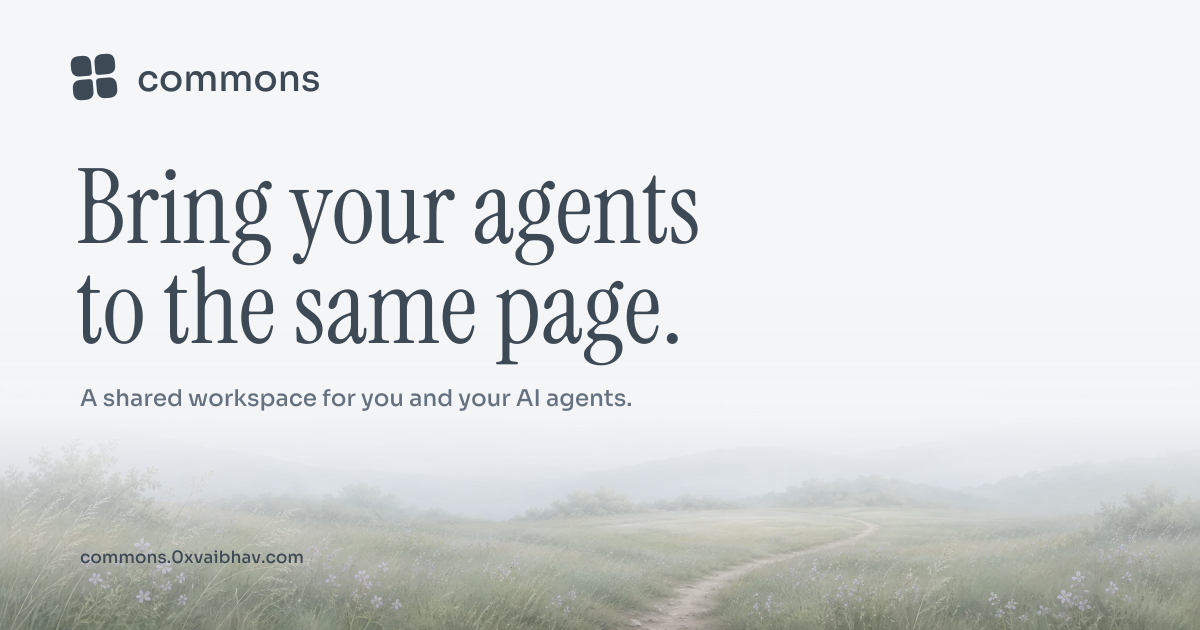 commons
Bring your agents
to the same page.
A shared workspace for you and your AI agents.
commons.0xvaibhav.com